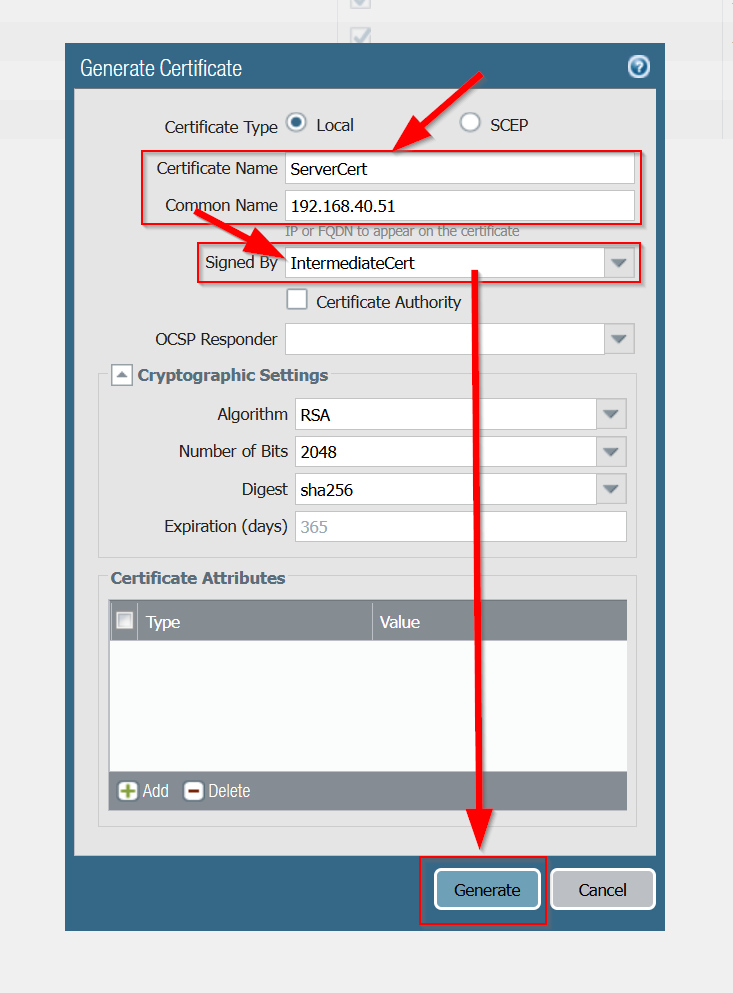 Generate Certificate
Certificate Type Local SCEP
Certificate Name ServerCert
Common Name 192.168.40.51
IP or FQDN to appear on the certificate
Signed By IntermediateCert
Certificate Authority
OCSP Responder
Cryptographic Settings
Algorithm RSA
Number of Bits 2048
Digest sha256
Expiration (days) 365
Certificate Attributes
Type Value
Add Delete
Generate Cancel